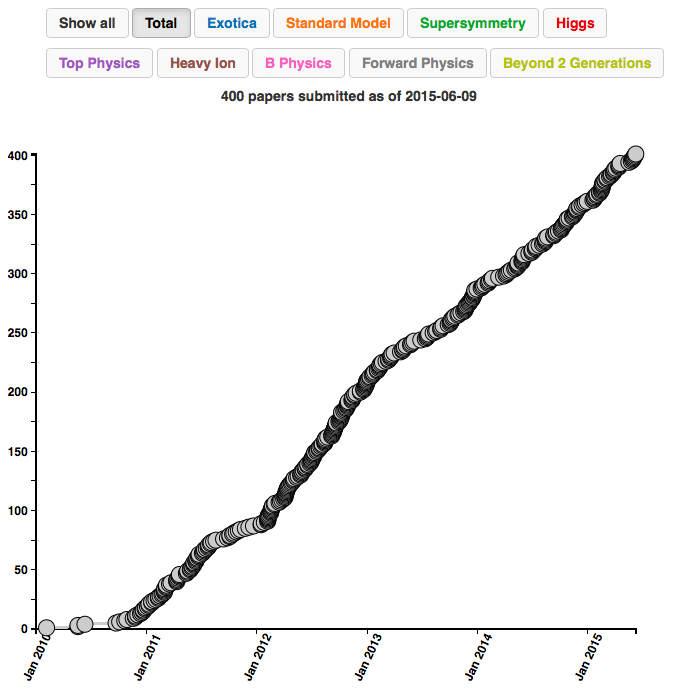 Show all Total Exotica Standard Model Supersymmetry Higgs
Top Physics Heavy Ion B Physics Forward Physics Beyond 2 Generations
400 papers submitted as of 2015-06-09
400
350
300
250
200
150
100
50
0
Jan 2010 Jan 2011 Jan 2012 Jan 2013 Jan 2014 Jan 2015